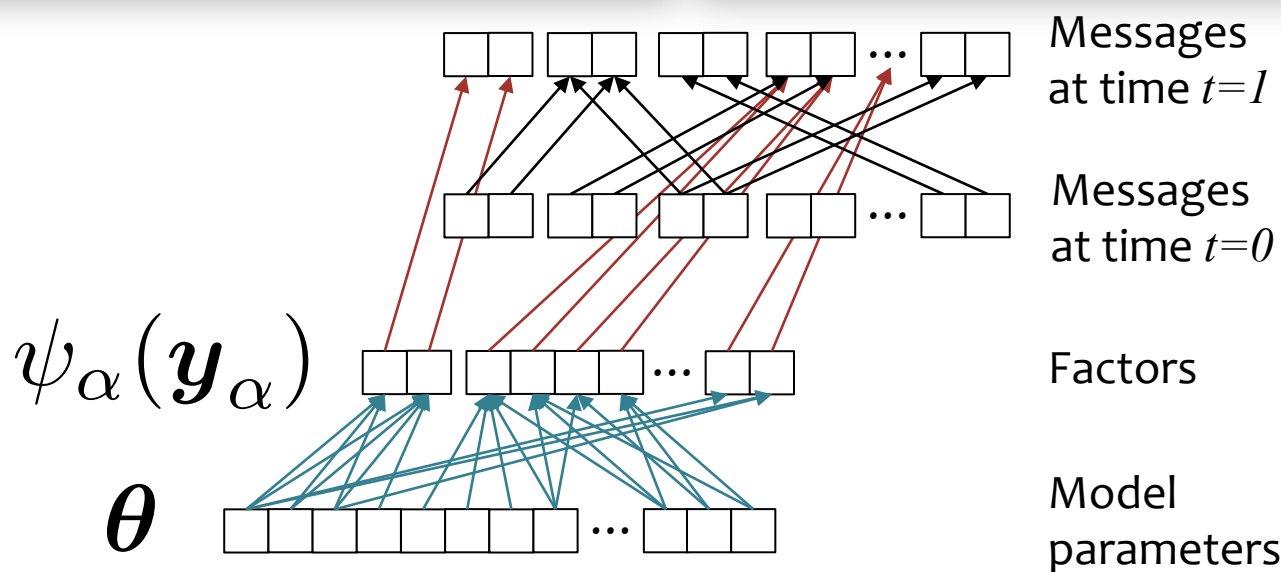 ...
Messages
at time t=1
...
Messages
at time t=0
ψα(yα)
...
Factors
θ
...
Model
parameters